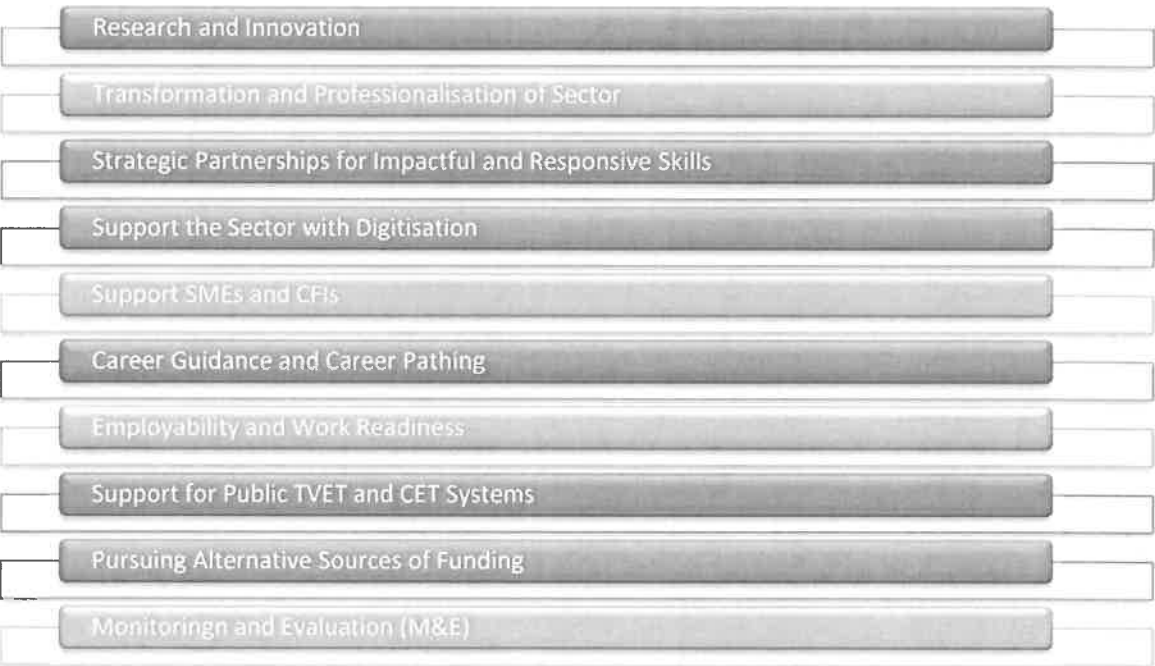 Research and Innovation
Transformation and Professionalisation of Sector
Strategic Partnerships for Impactful and Responsive Skills
Support the Sector with Digitisation
Support SMEs and CFIs
Career Guidance and Career Pathing
Employability and Work Readiness
Support for Public TVET and CET Systems
Pursuing Alternative Sources of Funding
Monitoringn and Evaluation (M&E)